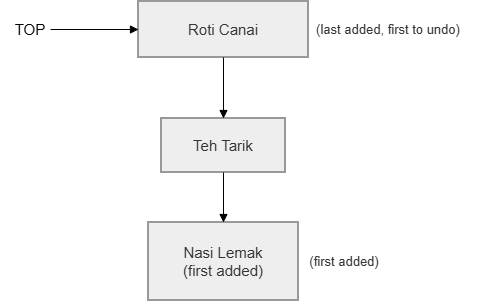 TOP
Roti Canai
(last added, first to undo)
Teh Tarik
Nasi Lemak
(first added)
(first added)